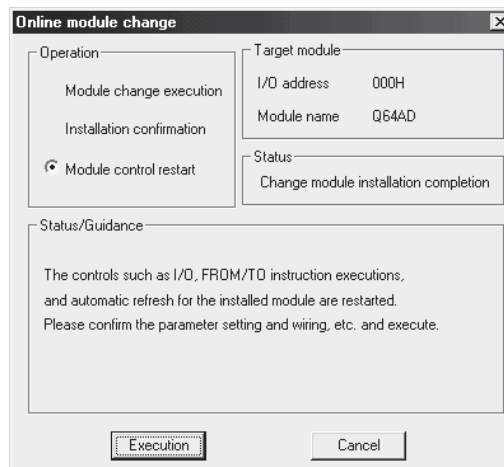 Online module change
Operation
Module change execution
Installation confirmation
Module control restart
Target module
I/O address 000H
Module name Q64AD
Status
Change module installation completion
Status/Guidance
The controls such as I/O, FROM/TO instruction executions,
and automatic refresh for the installed module are restarted.
Please confirm the parameter setting and wiring, etc. and execute.
Execution Cancel